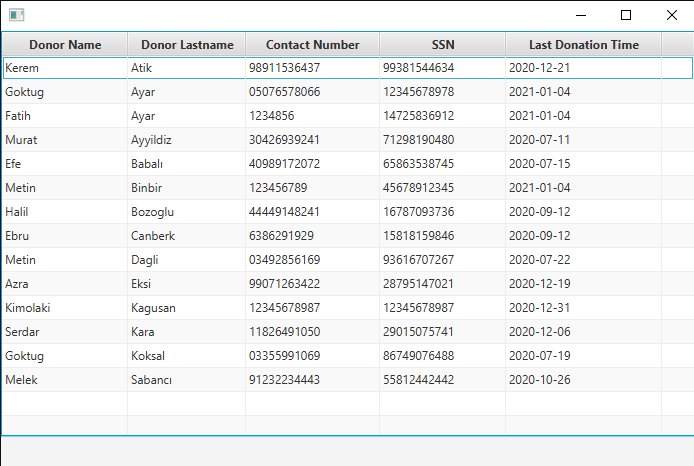 Donor Name Donor Lastname Contact Number SSN Last Donation Time
Kerem Atik 98911536437 99381544634 2020-12-21
Goktug Ayar 05076578066 12345678978 2021-01-04
Fatih Ayar 1234856 14725836912 2021-01-04
Murat Ayyildiz 30426939241 71298190480 2020-07-11
Efe Babalı 40989172072 65863538745 2020-07-15
Metin Binbir 123456789 45678912345 2021-01-04
Halil Bozoglu 44449148241 16787093736 2020-09-12
Ebru Canberk 6386291929 15818159846 2020-09-12
Metin Dagli 03492856169 93616707267 2020-07-22
Azra Eksi 99071263422 28795147021 2020-12-19
Kimolaki Kagusan 12345678987 12345678987 2020-12-31
Serdar Kara 11826491050 29015075741 2020-12-06
Goktug Koksal 03355991069 86749076488 2020-07-19
Melek Sabancı 91232234443 55812442442 2020-10-26